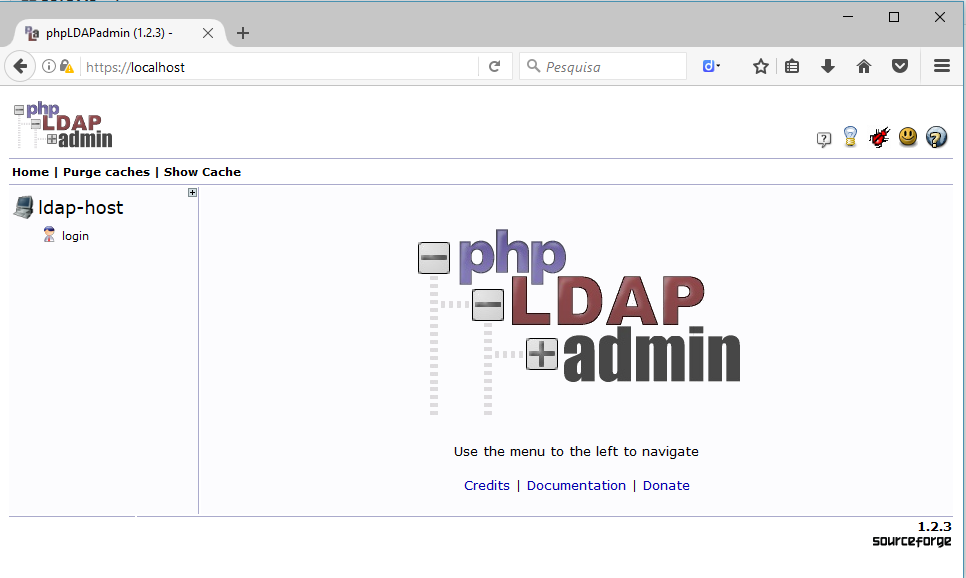 phpLDAPadmin (1.2.3) -
https://localhost
Pesquisa
php
LDAP
admin
Home | Purge caches | Show Cache
ldap-host
login
php
LDAP
admin
Use the menu to the left to navigate
Credits | Documentation | Donate
1.2.3
sourceforge